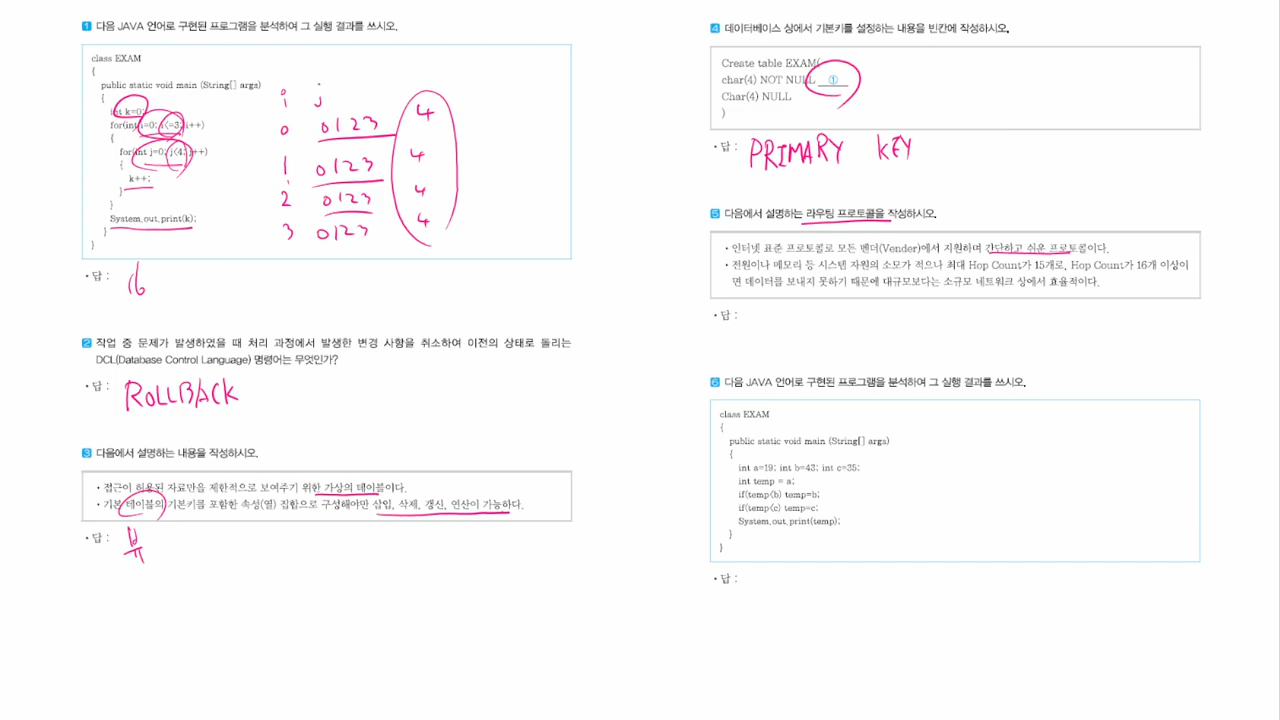 1 다음 JAVA 언어로 구현된 프로그램을 분석하여 그 실행 결과를 쓰시오.
class EXAM
{
public static void main (String[] args)
{
int k=0;
for(int i=0; i<=3; i++)
{
for(int j=0; j<4; j++)
{
k++;
}
}
System.out.print(k);
}
}
i j
0 0123 4
1 0123 4
2 0123 4
3 0123 4
• 답 : 16
2 작업 중 문제가 발생하였을 때 처리 과정에서 발생한 변경 사항을 취소하여 이전의 상태로 돌리는
DCL(Database Control Language) 명령어는 무엇인가?
• 답 : ROLLBACK
3 다음에서 설명하는 내용을 작성하시오.
• 접근이 허용된 자료만을 제한적으로 보여주기 위한 가상의 테이블이다.
• 기본 테이블의 기본키를 포함한 속성(열) 집합으로 구성해야만 삽입, 삭제, 갱신, 연산이 가능하다.
• 답 : 뷰
4 데이터베이스 상에서 기본키를 설정하는 내용을 빈칸에 작성하시오.
Create table EXAM(
char(4) NOT NULL ①
Char(4) NULL
)
• 답 : PRIMARY KEY
5 다음에서 설명하는 라우팅 프로토콜을 작성하시오.
• 인터넷 표준 프로토콜로 모든 벤더(Vender)에서 지원하며 간단하고 쉬운 프로토콜이다.
• 전원이나 메모리 등 시스템 자원의 소모가 적으나 최대 Hop Count가 15개로, Hop Count가 16개 이상이
면 데이터를 보내지 못하기 때문에 대규모보다는 소규모 네트워크 상에서 효율적이다.
• 답 :
6 다음 JAVA 언어로 구현된 프로그램을 분석하여 그 실행 결과를 쓰시오.
class EXAM
{
public static void main (String[] args)
{
int a=19; int b=43; int c=35;
int temp = a;
if(temp<b) temp=b;
if(temp<c) temp=c;
System.out.print(temp);
}
}
• 답 :